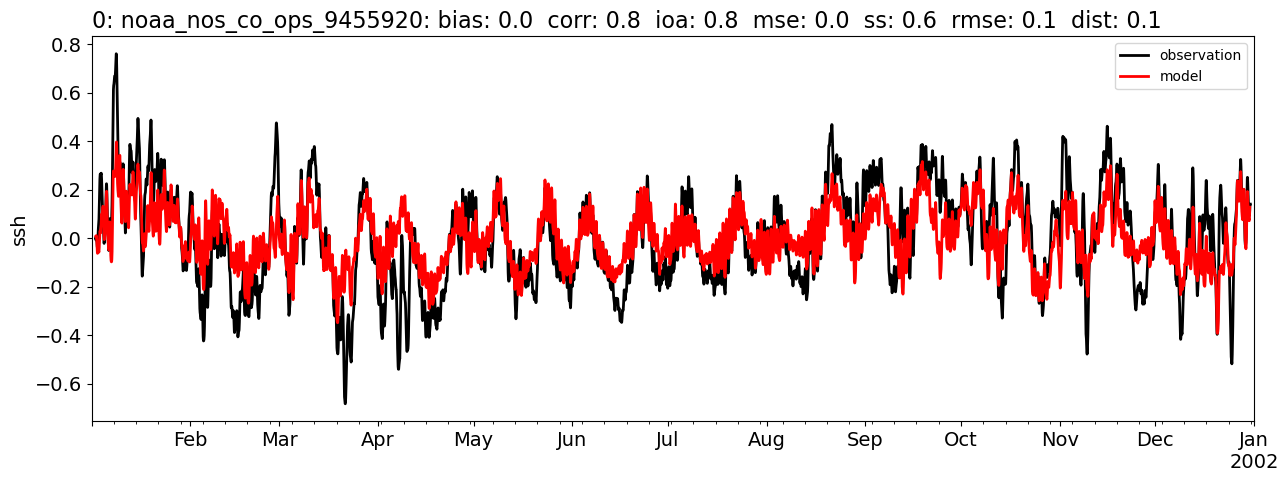 0: noaa_nos_co_ops_9455920: bias: 0.0  corr: 0.8  ioa: 0.8  mse: 0.0  ss: 0.6  rmse: 0.1  dist: 0.1
observation
model
0.8
0.6
0.4
0.2
0.0
−0.2
−0.4
−0.6
ssh
Feb Mar Apr May Jun Jul Aug Sep Oct Nov Dec Jan
2002